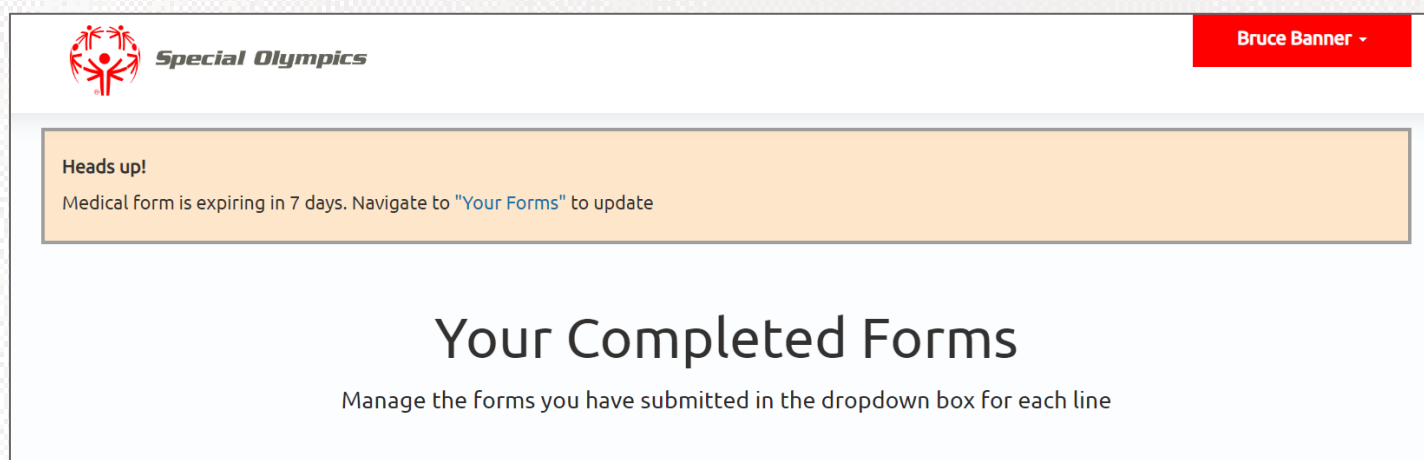 Special Olympics
Bruce Banner
Heads up!
Medical form is expiring in 7 days. Navigate to "Your Forms" to update
Your Completed Forms
Manage the forms you have submitted in the dropdown box for each line